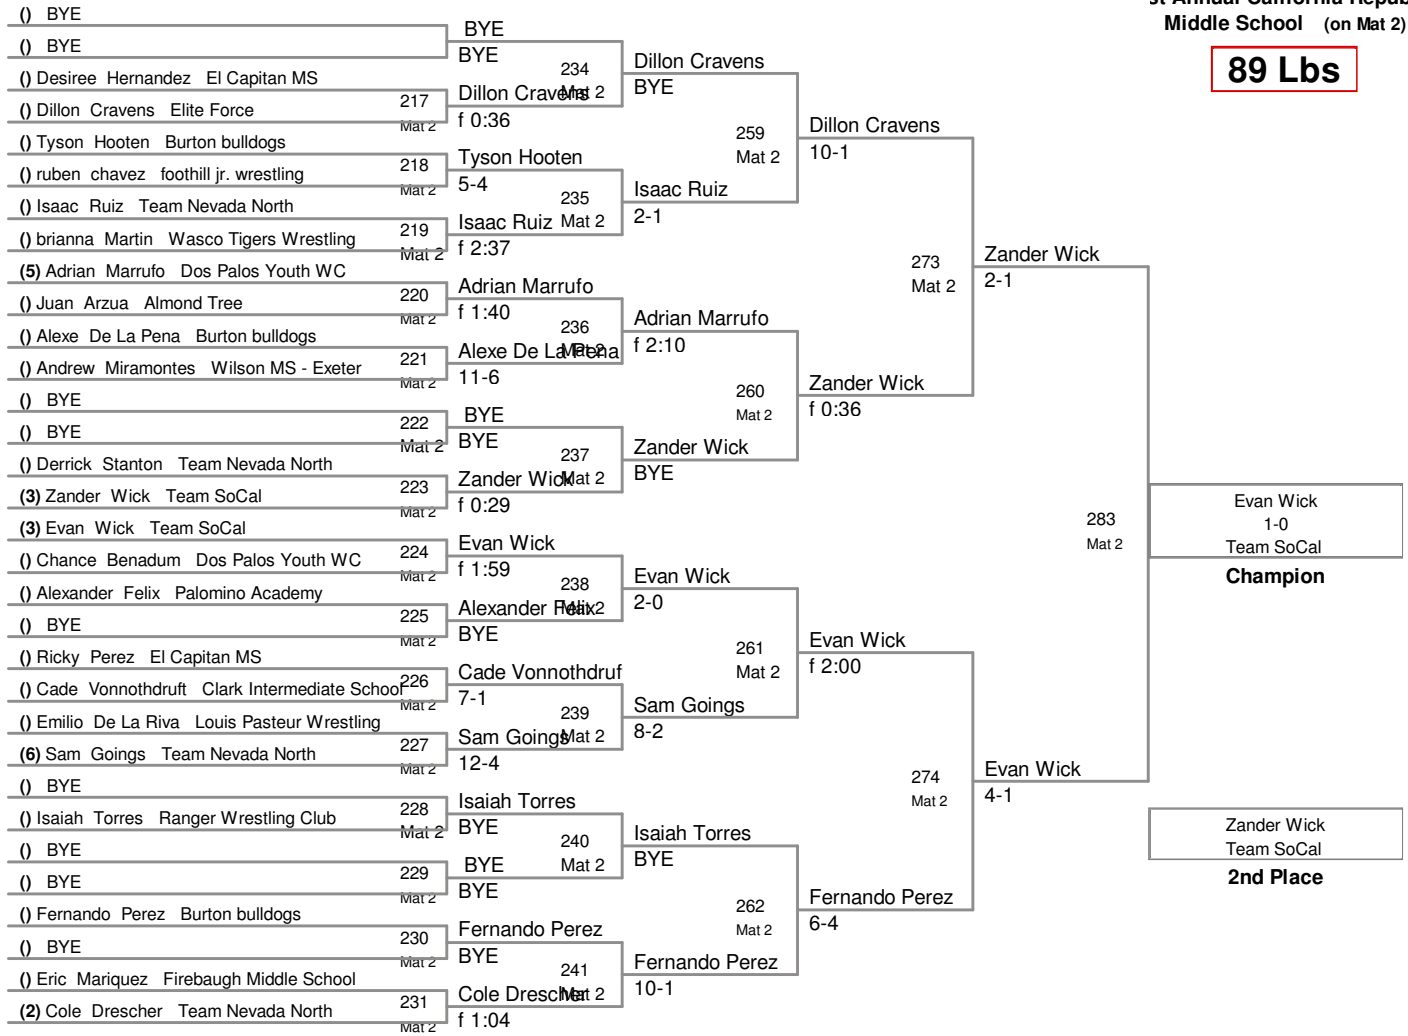 st Annual California Repub
Middle School (on Mat 2)
89 Lbs
() BYE
() BYE
() Desiree Hernandez El Capitan MS
() Dillon Cravens Elite Force
() Tyson Hooten Burton bulldogs
() ruben chavez foothill jr. wrestling
() Isaac Ruiz Team Nevada North
() brianna Martin Wasco Tigers Wrestling
(5) Adrian Marrufo Dos Palos Youth WC
() Juan Arzua Almond Tree
() Alexe De La Pena Burton bulldogs
() Andrew Miramontes Wilson MS - Exeter
() BYE
() BYE
() Derrick Stanton Team Nevada North
(3) Zander Wick Team SoCal
(3) Evan Wick Team SoCal
() Chance Benadum Dos Palos Youth WC
() Alexander Felix Palomino Academy
() BYE
() Ricky Perez El Capitan MS
() Cade Vonnothdruft Clark Intermediate School
() Emilio De La Riva Louis Pasteur Wrestling
(6) Sam Goings Team Nevada North
() BYE
() Isaiah Torres Ranger Wrestling Club
() BYE
() BYE
() Fernando Perez Burton bulldogs
() BYE
() Eric Mariquez Firebaugh Middle School
(2) Cole Drescher Team Nevada North
217
Mat 2
218
Mat 2
219
Mat 2
220
Mat 2
221
Mat 2
222
Mat 2
223
Mat 2
224
Mat 2
225
Mat 2
226
Mat 2
227
Mat 2
228
Mat 2
229
Mat 2
230
Mat 2
231
Mat 2
BYE
BYE
Dillon Cravens
f 0:36
Tyson Hooten
5-4
Isaac Ruiz
f 2:37
Adrian Marrufo
f 1:40
Alexe De La Pena
11-6
BYE
BYE
Zander Wick
f 0:29
Evan Wick
f 1:59
Alexander Felix
BYE
Cade Vonnothdruf
7-1
Sam Goings
12-4
Isaiah Torres
BYE
BYE
BYE
Fernando Perez
BYE
Cole Drescher
f 1:04
234
Mat 2
235
Mat 2
236
Mat 2
237
Mat 2
238
Mat 2
239
Mat 2
240
Mat 2
241
Mat 2
Dillon Cravens
BYE
Isaac Ruiz
2-1
Adrian Marrufo
f 2:10
Zander Wick
BYE
Evan Wick
2-0
Sam Goings
8-2
Isaiah Torres
BYE
Fernando Perez
10-1
259
Mat 2
260
Mat 2
261
Mat 2
262
Mat 2
Dillon Cravens
10-1
Zander Wick
f 0:36
Evan Wick
f 2:00
Fernando Perez
6-4
273
Mat 2
274
Mat 2
Zander Wick
2-1
Evan Wick
4-1
283
Mat 2
Evan Wick
1-0
Team SoCal
Champion
Zander Wick
Team SoCal
2nd Place